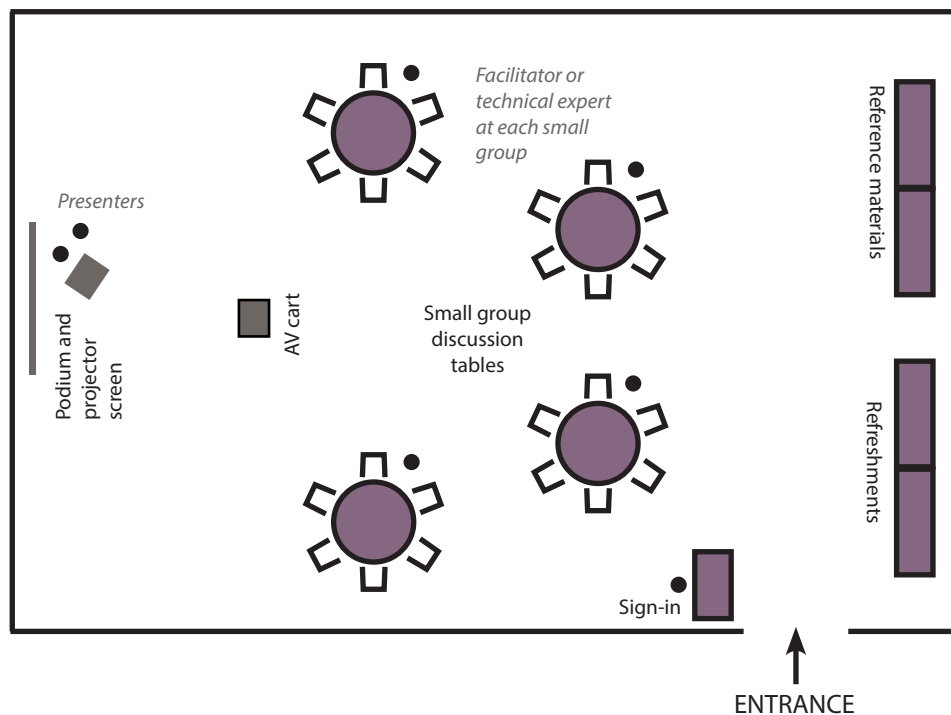 Facilitator or
technical expert
at each small
group
Reference materials
Presenters
Podium and
projector
screen
AV cart
Small group
discussion
tables
Refreshments
Sign-in
ENTRANCE